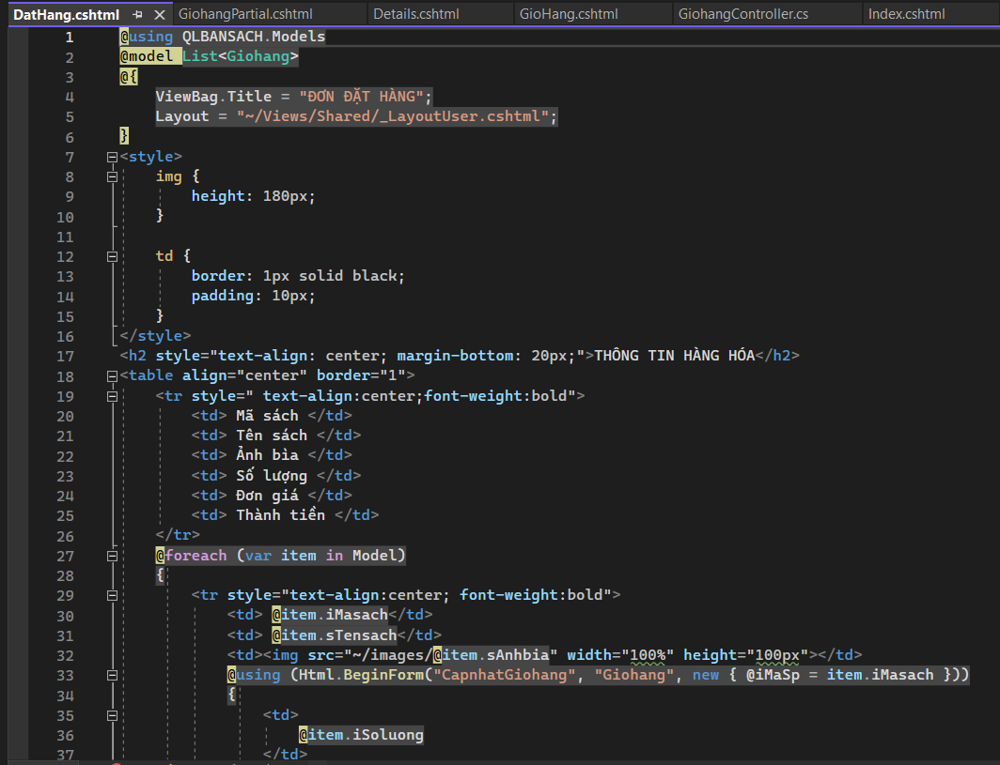 DatHang.cshtml GiohangPartial.cshtml Details.cshtml GioHang.cshtml GiohangController.cs Index.cshtml
1 @using QLBANSACH.Models
2 @model List<Giohang>
3 @{
4 ViewBag.Title = "ĐƠN ĐẶT HÀNG";
5 Layout = "~/Views/Shared/_LayoutUser.cshtml";
6 }
7 <style>
8 img {
9 height: 180px;
10 }
11
12 td {
13 border: 1px solid black;
14 padding: 10px;
15 }
16 </style>
17 <h2 style="text-align: center; margin-bottom: 20px;">THÔNG TIN HÀNG HÓA</h2>
18 <table align="center" border="1">
19 <tr style=" text-align:center;font-weight:bold">
20 <td> Mã sách </td>
21 <td> Tên sách </td>
22 <td> Ảnh bìa </td>
23 <td> Số lượng </td>
24 <td> Đơn giá </td>
25 <td> Thành tiền </td>
26 </tr>
27 @foreach (var item in Model)
28 {
29 <tr style="text-align:center; font-weight:bold">
30 <td> @item.iMasach</td>
31 <td> @item.sTensach</td>
32 <td><img src="~/images/@item.sAnhbia" width="100%" height="100px"></td>
33 @using (Html.BeginForm("CapnhatGiohang", "Giohang", new { @iMaSp = item.iMasach }))
34 {
35 <td>
36 @item.iSoluong
37 </td>